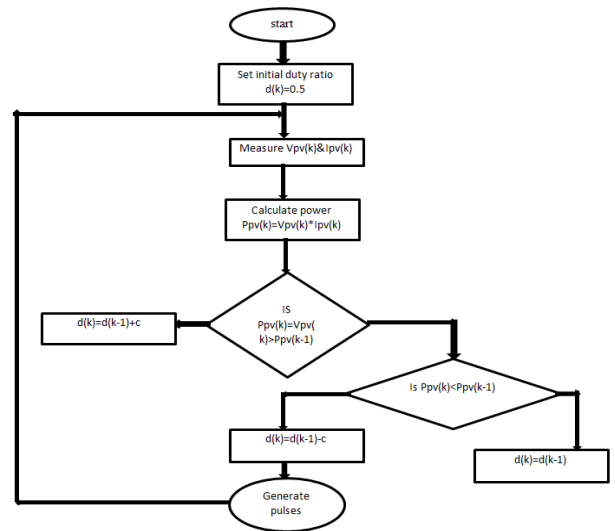 start
Set initial duty ratio
d(k)=0.5
Measure Vpv(k)&Ipv(k)
Calculate power
Ppv(k)=Vpv(k)*Ipv(k)
IS
Ppv(k)=Vpv(
k)>Ppv(k-1)
d(k)=d(k-1)+c
Is Ppv(k)<Ppv(k-1)
d(k)=d(k-1)-c
d(k)=d(k-1)
Generate
pulses